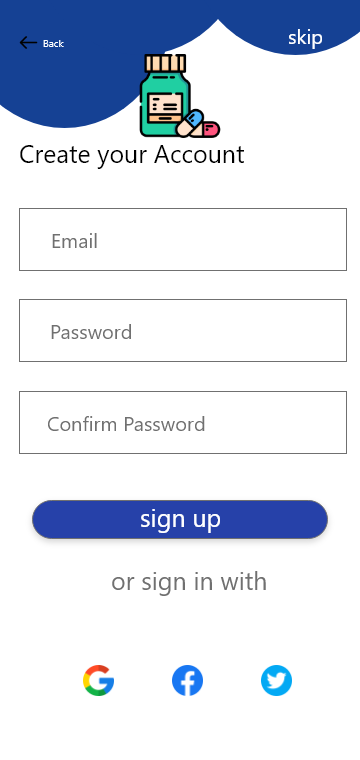 skip
Back
Create your Account
Email
Password
Confirm Password
sign up
or sign in with